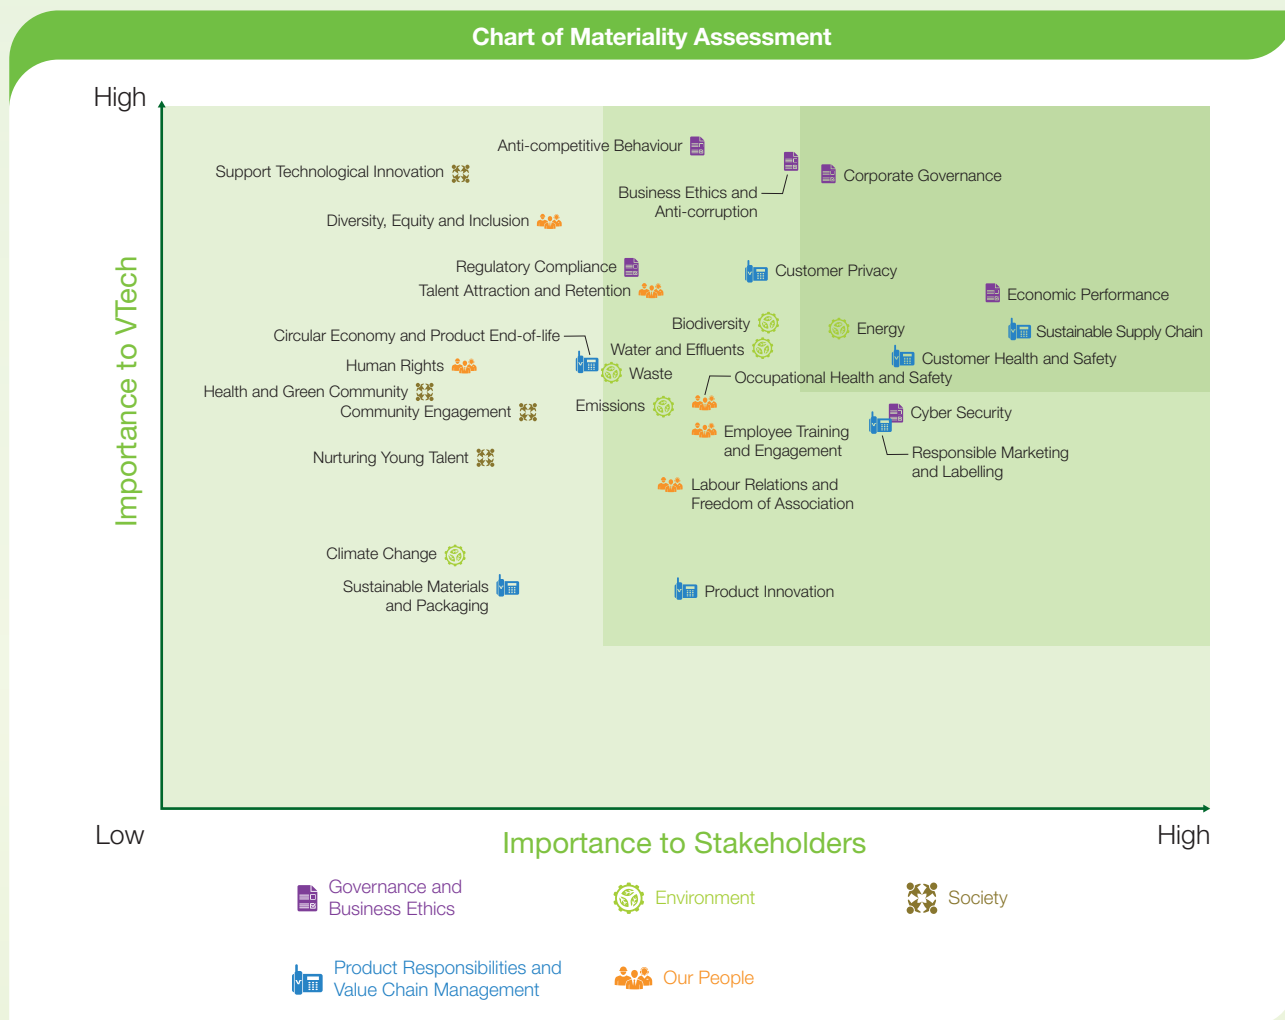 Chart of Materiality Assessment
High
Anti-competitive Behaviour
Support Technological Innovation
Corporate Governance
Business Ethics and
Anti-corruption
Diversity, Equity and Inclusion
Regulatory Compliance
Customer Privacy
Talent Attraction and Retention
Economic Performance
Biodiversity
Energy
Sustainable Supply Chain
Circular Economy and Product End-of-life
Water and Effluents
Customer Health and Safety
Human Rights
Waste
Occupational Health and Safety
Health and Green Community
Community Engagement
Emissions
Cyber Security
Employee Training
and Engagement
Responsible Marketing
and Labelling
Nurturing Young Talent
Labour Relations and
Freedom of Association
Climate Change
Sustainable Materials
and Packaging
Product Innovation
Importance to VTech
Low
Importance to Stakeholders
High
Governance and
Business Ethics
Environment
Society
Product Responsibilities and
Value Chain Management
Our People